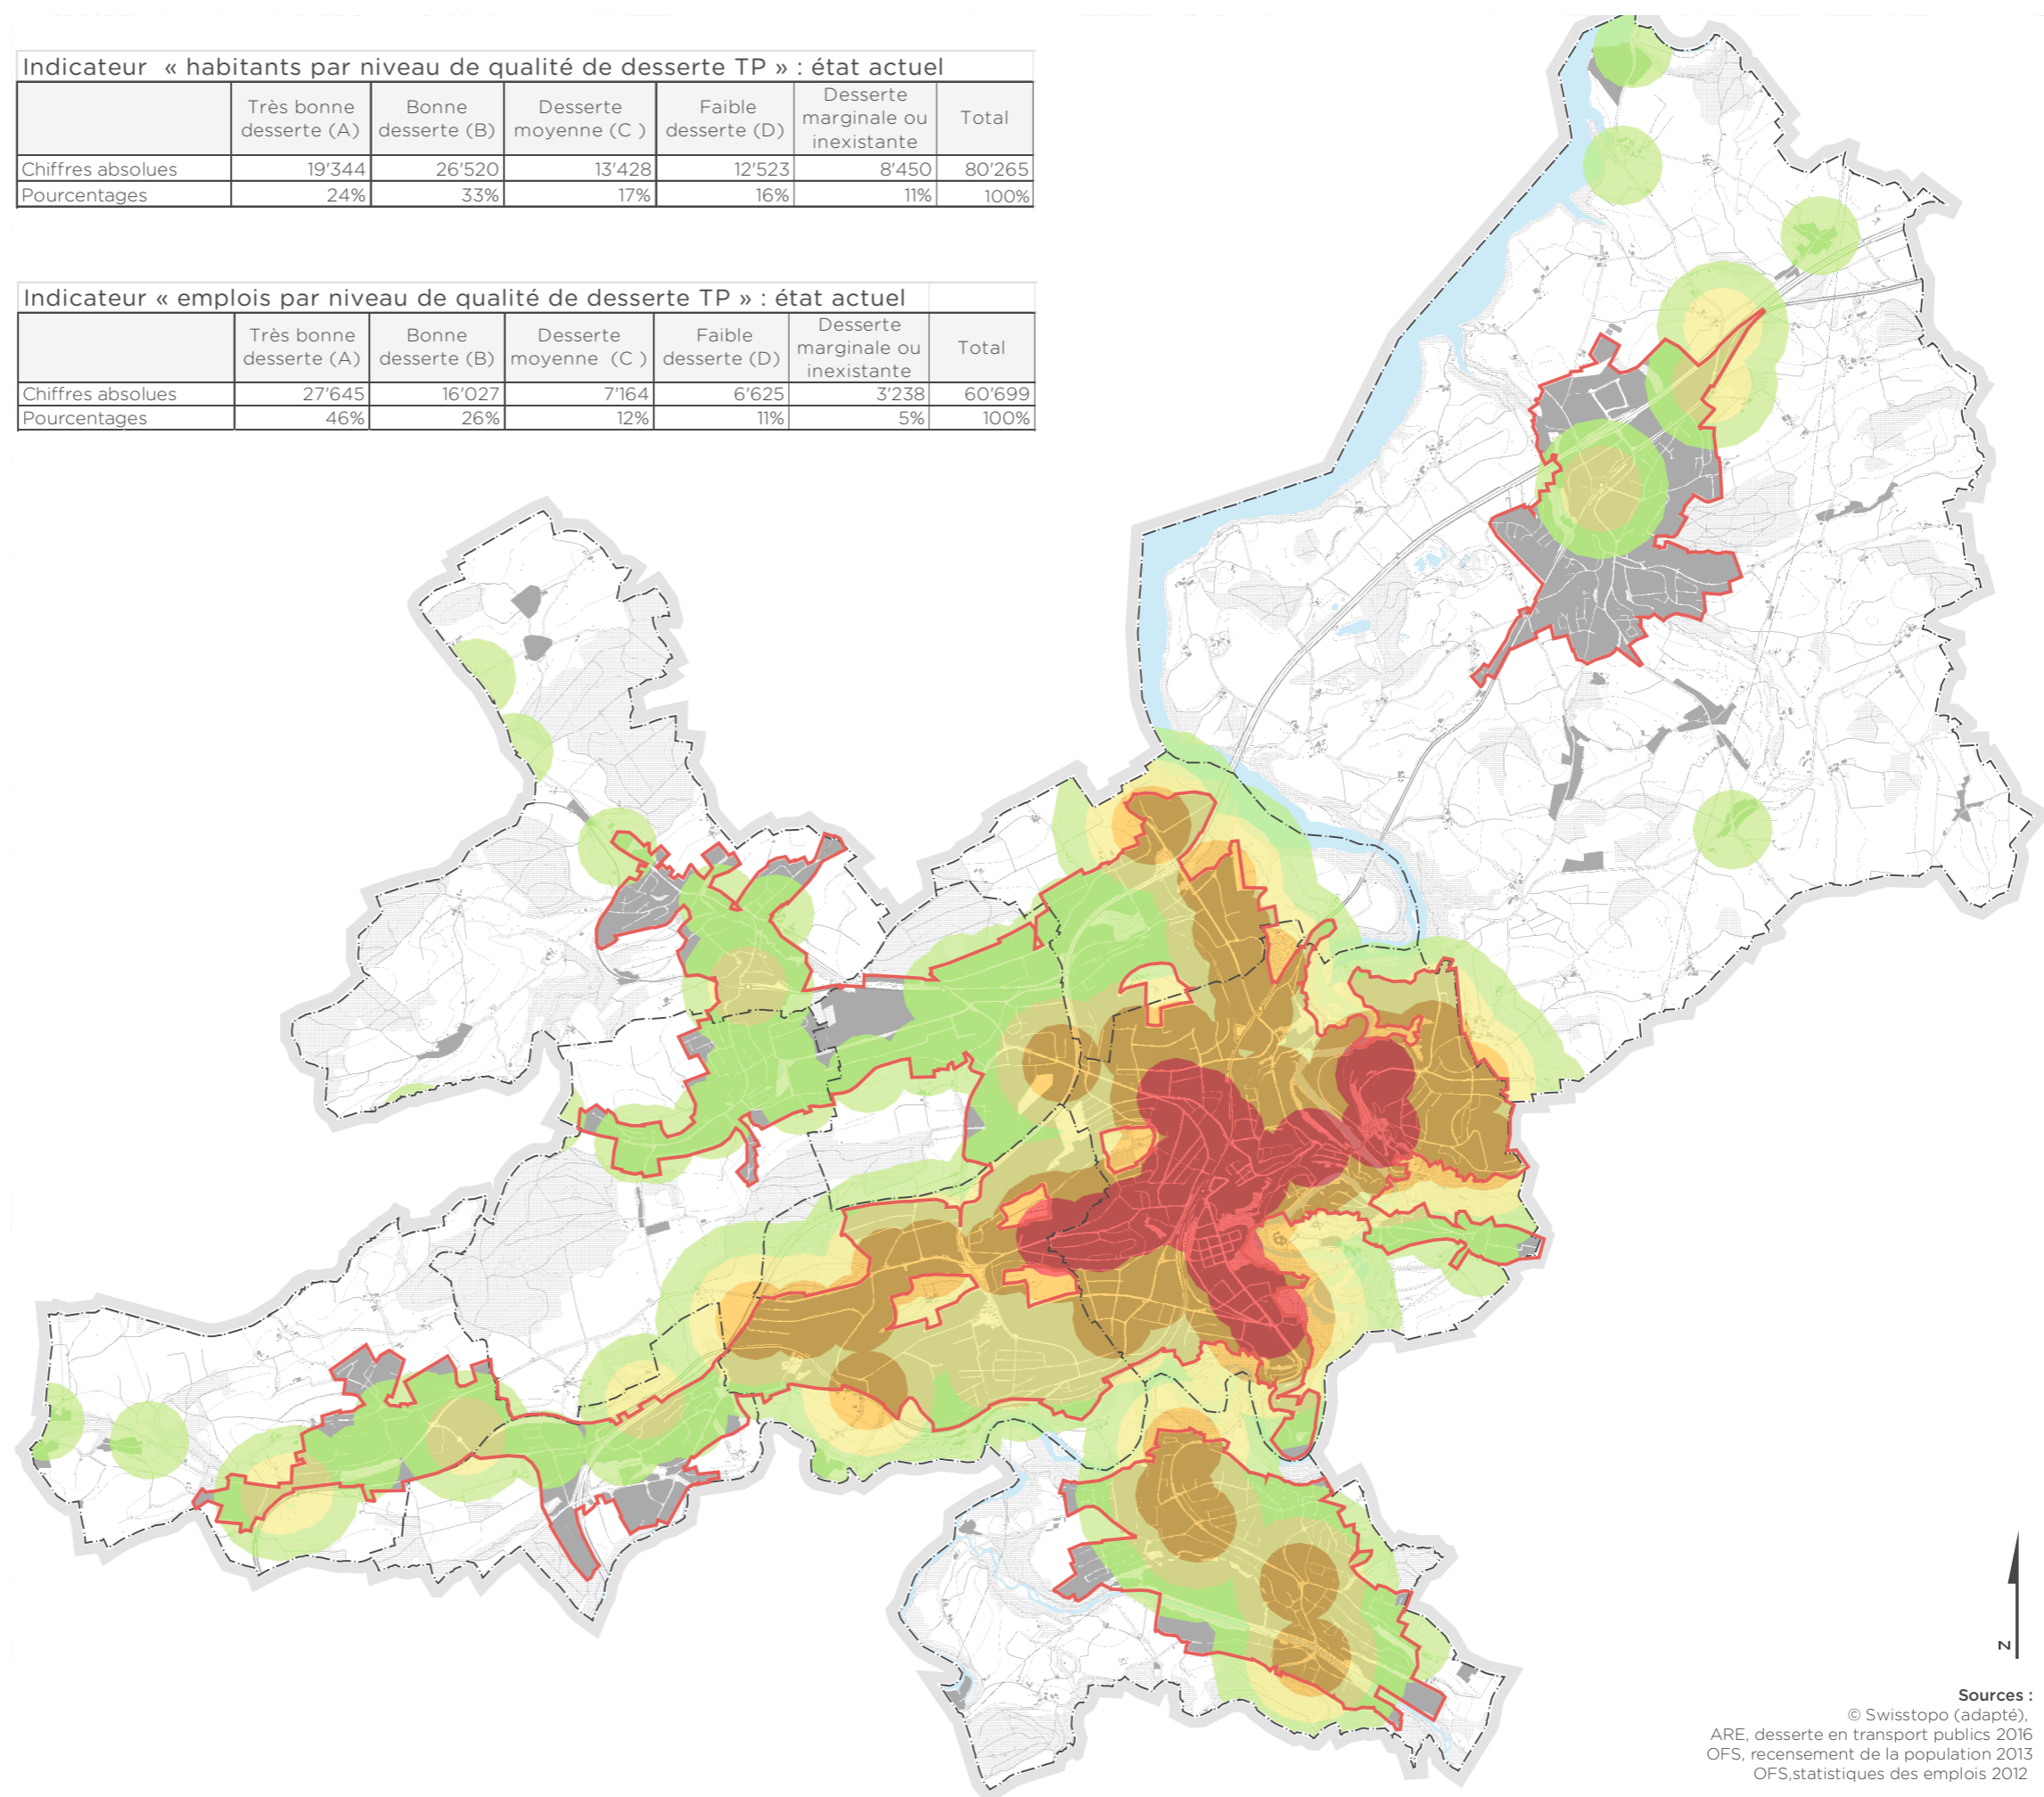 Indicateur « habitants par niveau de qualité de desserte TP » : état actuel
Très bonne desserte (A) Bonne desserte (B) Desserte moyenne (C ) Faible desserte (D) Desserte marginale ou inexistante Total
Chiffres absolues 19'344 26'520 13'428 12'523 8'450 80'265
Pourcentages 24% 33% 17% 16% 11% 100%
Indicateur « emplois par niveau de qualité de desserte TP » : état actuel
Très bonne desserte (A) Bonne desserte (B) Desserte moyenne (C ) Faible desserte (D) Desserte marginale ou inexistante Total
Chiffres absolues 27'645 16'027 7'164 6'625 3'238 60'699
Pourcentages 46% 26% 12% 11% 5% 100%
N
Sources :
© Swisstopo (adapté),
ARE, desserte en transport publics 2016
OFS, recensement de la population 2013
OFS,statistiques des emplois 2012